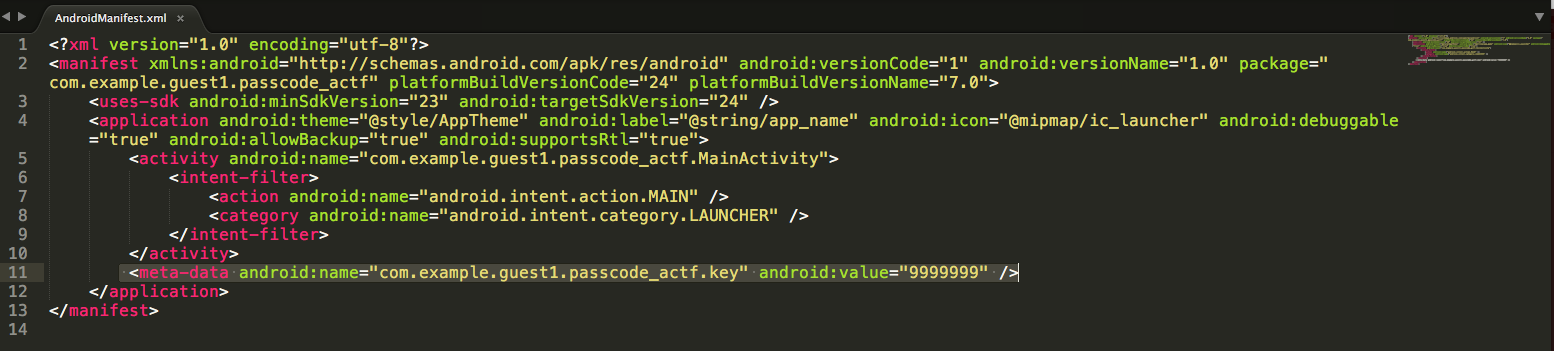 AndroidManifest.xml ×
1 <?xml version="1.0" encoding="utf-8"?>
2 <manifest xmlns:android="http://schemas.android.com/apk/res/android" android:versionCode="1" android:versionName="1.0" package="
com.example.guest1.passcode_actf" platformBuildVersionCode="24" platformBuildVersionName="7.0">
3 <uses-sdk android:minSdkVersion="23" android:targetSdkVersion="24" />
4 <application android:theme="@style/AppTheme" android:label="@string/app_name" android:icon="@mipmap/ic_launcher" android:debuggable
="true" android:allowBackup="true" android:supportsRtl="true">
5 <activity android:name="com.example.guest1.passcode_actf.MainActivity">
6 <intent-filter>
7 <action android:name="android.intent.action.MAIN" />
8 <category android:name="android.intent.category.LAUNCHER" />
9 </intent-filter>
10 </activity>
11 <meta-data android:name="com.example.guest1.passcode_actf.key" android:value="9999999" />
12 </application>
13 </manifest>
14